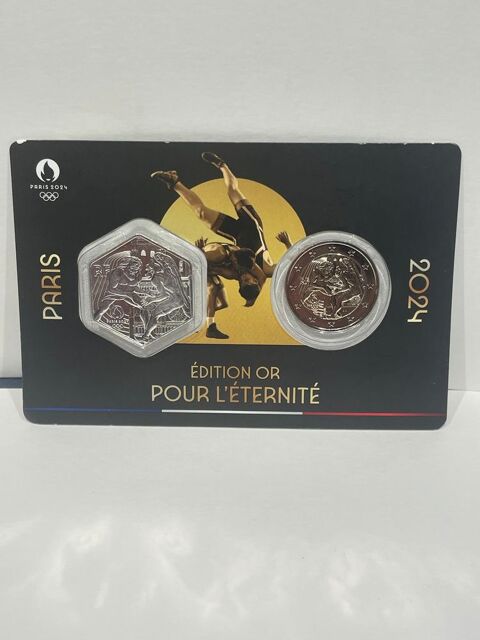 PARIS 2024
PARIS
2024
ÉDITION OR
POUR L'ÉTERNITÉ